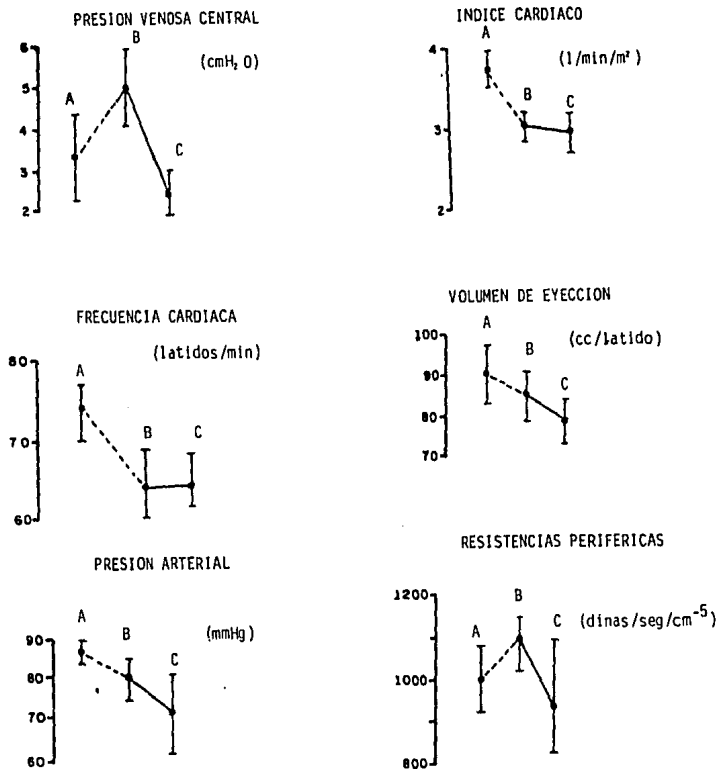 PRESION VENOSA CENTRAL
(cmH₂O)
6
5
4
3
2
A
B
C
INDICE CARDIACO
(1/min/m²)
4
3
2
A
B
C
FRECUENCIA CARDIACA
(latidos/min)
80
70
60
A
B
C
VOLUMEN DE EYECCION
(cc/latido)
100
90
80
70
A
B
C
PRESION ARTERIAL
(mmHg)
90
80
70
60
A
B
C
RESISTENCIAS PERIFERICAS
(dinas/seg/cm⁻⁵)
1200
1000
800
A
B
C